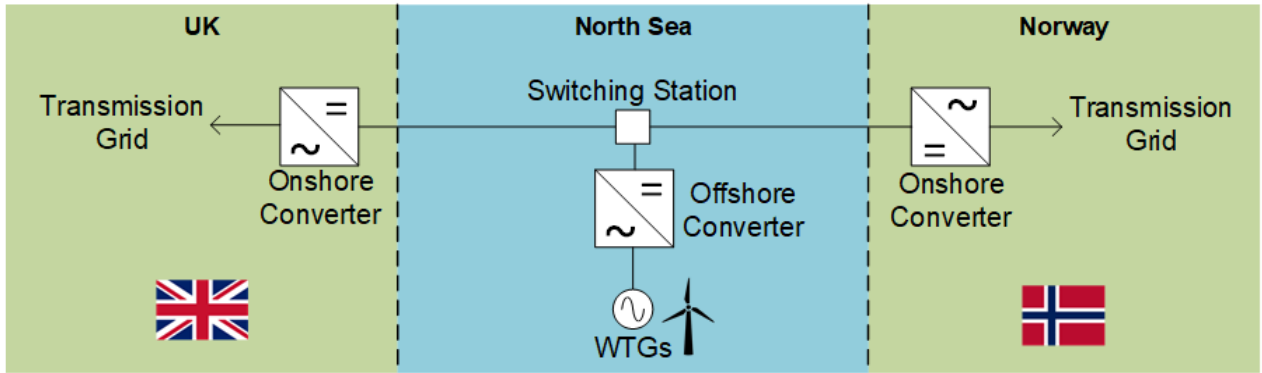 UK
North Sea
Norway
Switching Station
Transmission
Grid
Onshore
Converter
Offshore
Converter
Onshore
Converter
Transmission
Grid
WTGs